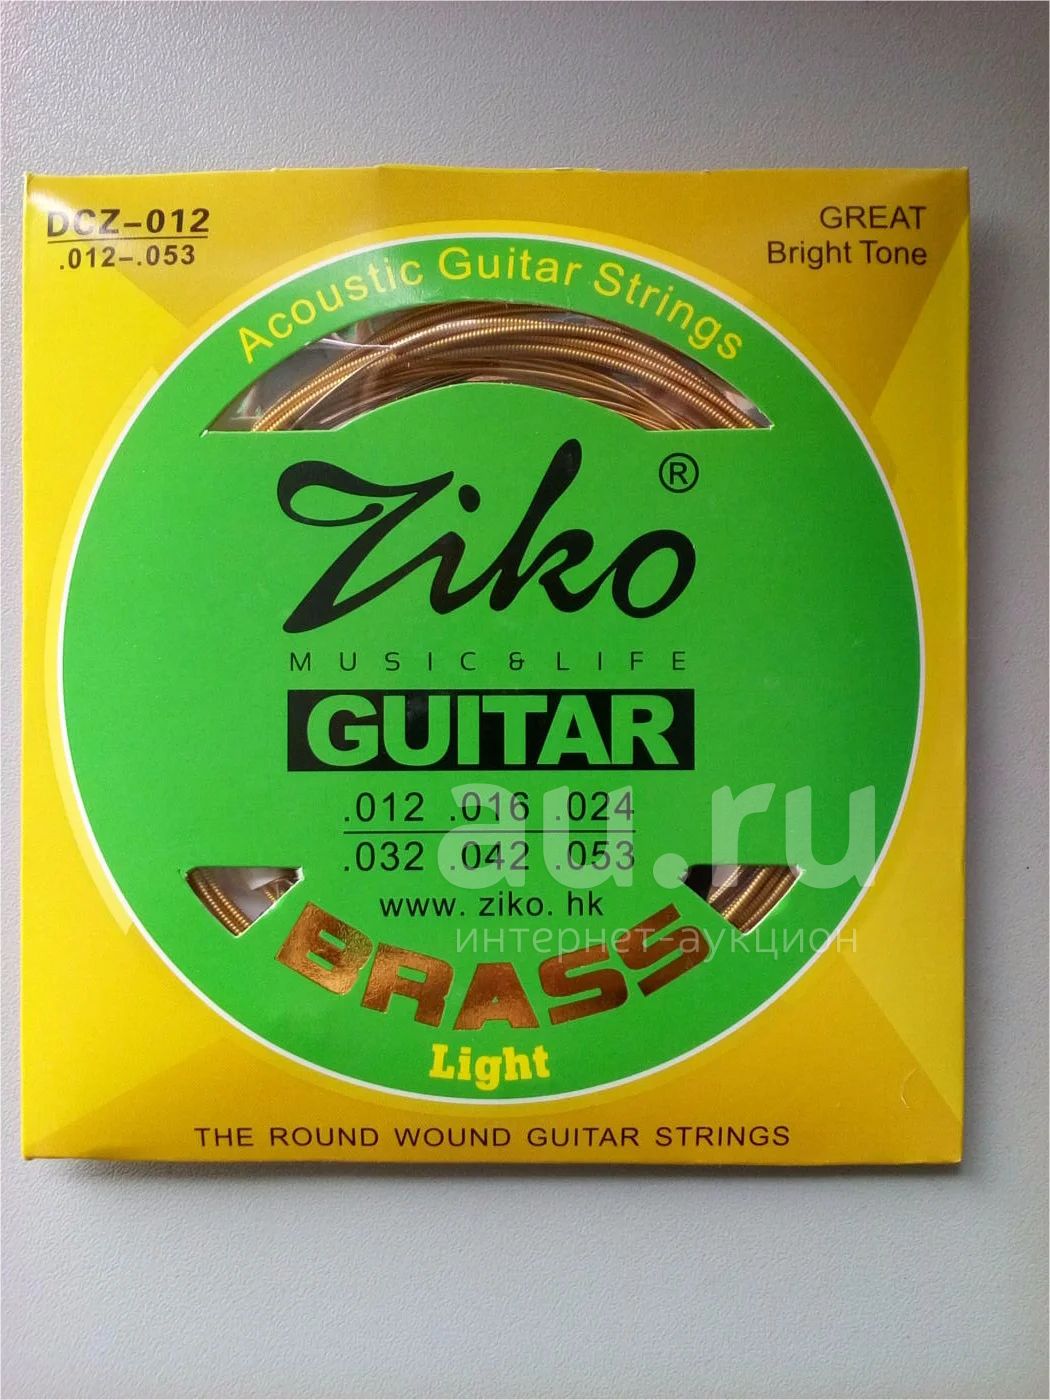 DCZ-012
.012-.053
GREAT
Bright Tone
Acoustic Guitar Strings
Ziko ®
MUSIC & LIFE
GUITAR
.012 .016 .024
.032 .042 .053
www.ziko.hk
BRASS
Light
THE ROUND WOUND GUITAR STRINGS
au.ru
интернет-аукцион